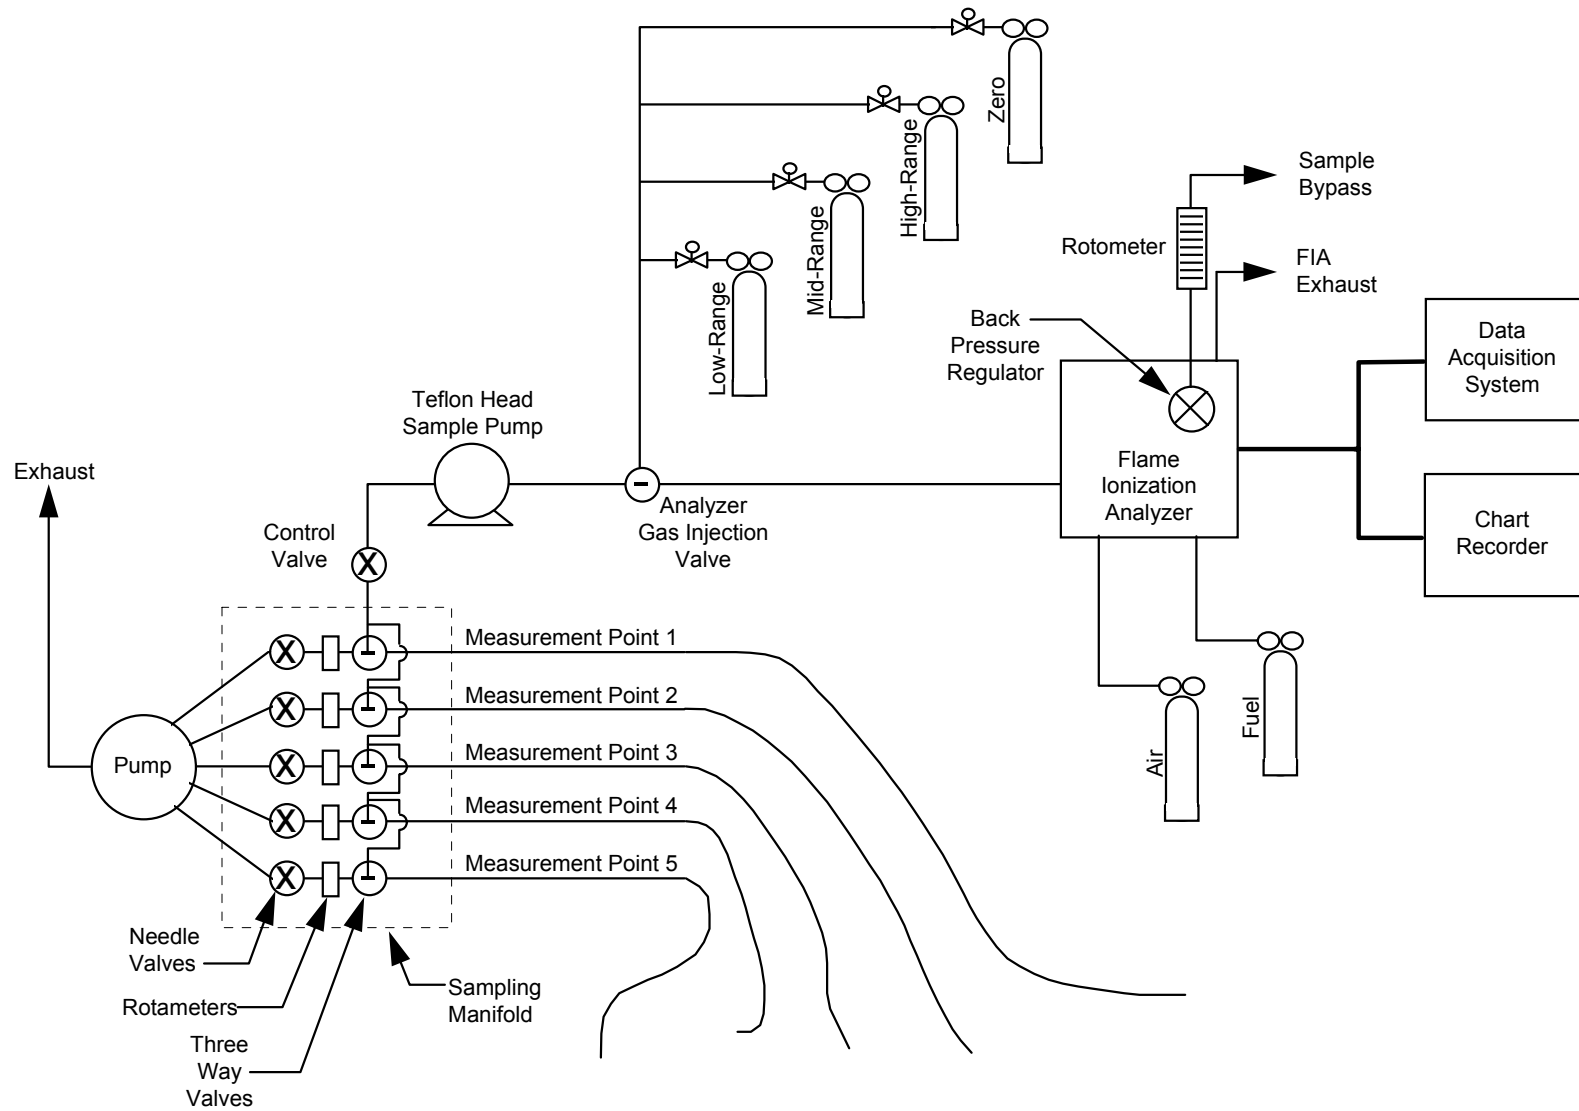 Zero
High-Range
Mid-Range
Low-Range
Sample
Bypass
Rotometer
FIA
Exhaust
Back
Pressure
Regulator
Data
Acquisition
System
Teflon Head
Sample Pump
Exhaust
Flame
Ionization
Analyzer
Analyzer
Gas Injection
Valve
Control
Valve
Chart
Recorder
Measurement Point 1
Measurement Point 2
Measurement Point 3
Measurement Point 4
Measurement Point 5
X
X
X
X
X
X
Pump
Air
Fuel
Needle
Valves
Rotameters
Three
Way
Valves
Sampling
Manifold